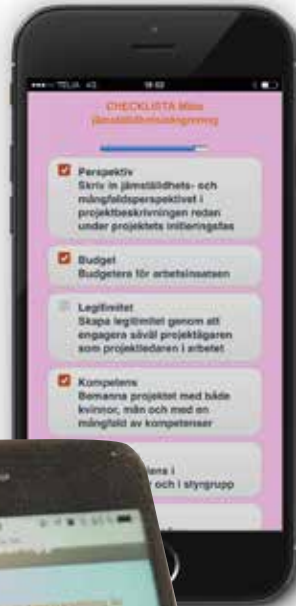 TELIA 4G
CHECKLISTA Mäta
jämställdhetsintegrering
Perspektiv
Skriv in jämställdhets- och
mångfaldsperspektivet i
projektbeskrivningen redan
under projektets initieringsfas
Budget
Budgetera för arbetsinsatsen
Legitimitet
Skapa legitimitet genom att
engagera såväl projektägaren
som projektledaren i arbetet
Kompetens
Bemanna projektet med både
kvinnor, män och med en
mångfald av kompetenser
och i styrgrupp